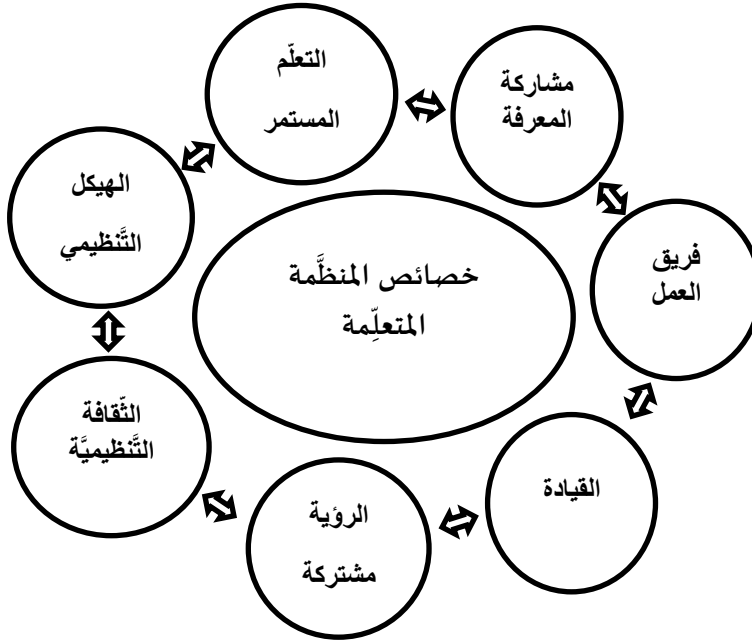 خصائص المنظَّمة
المتعلِّمة
التعلّم
المستمر
مشاركة
المعرفة
فريق
العمل
القيادة
الرؤية
مشتركة
الثّقافة
التَّنظيميَّة
الهيكل
التَّنظيمي